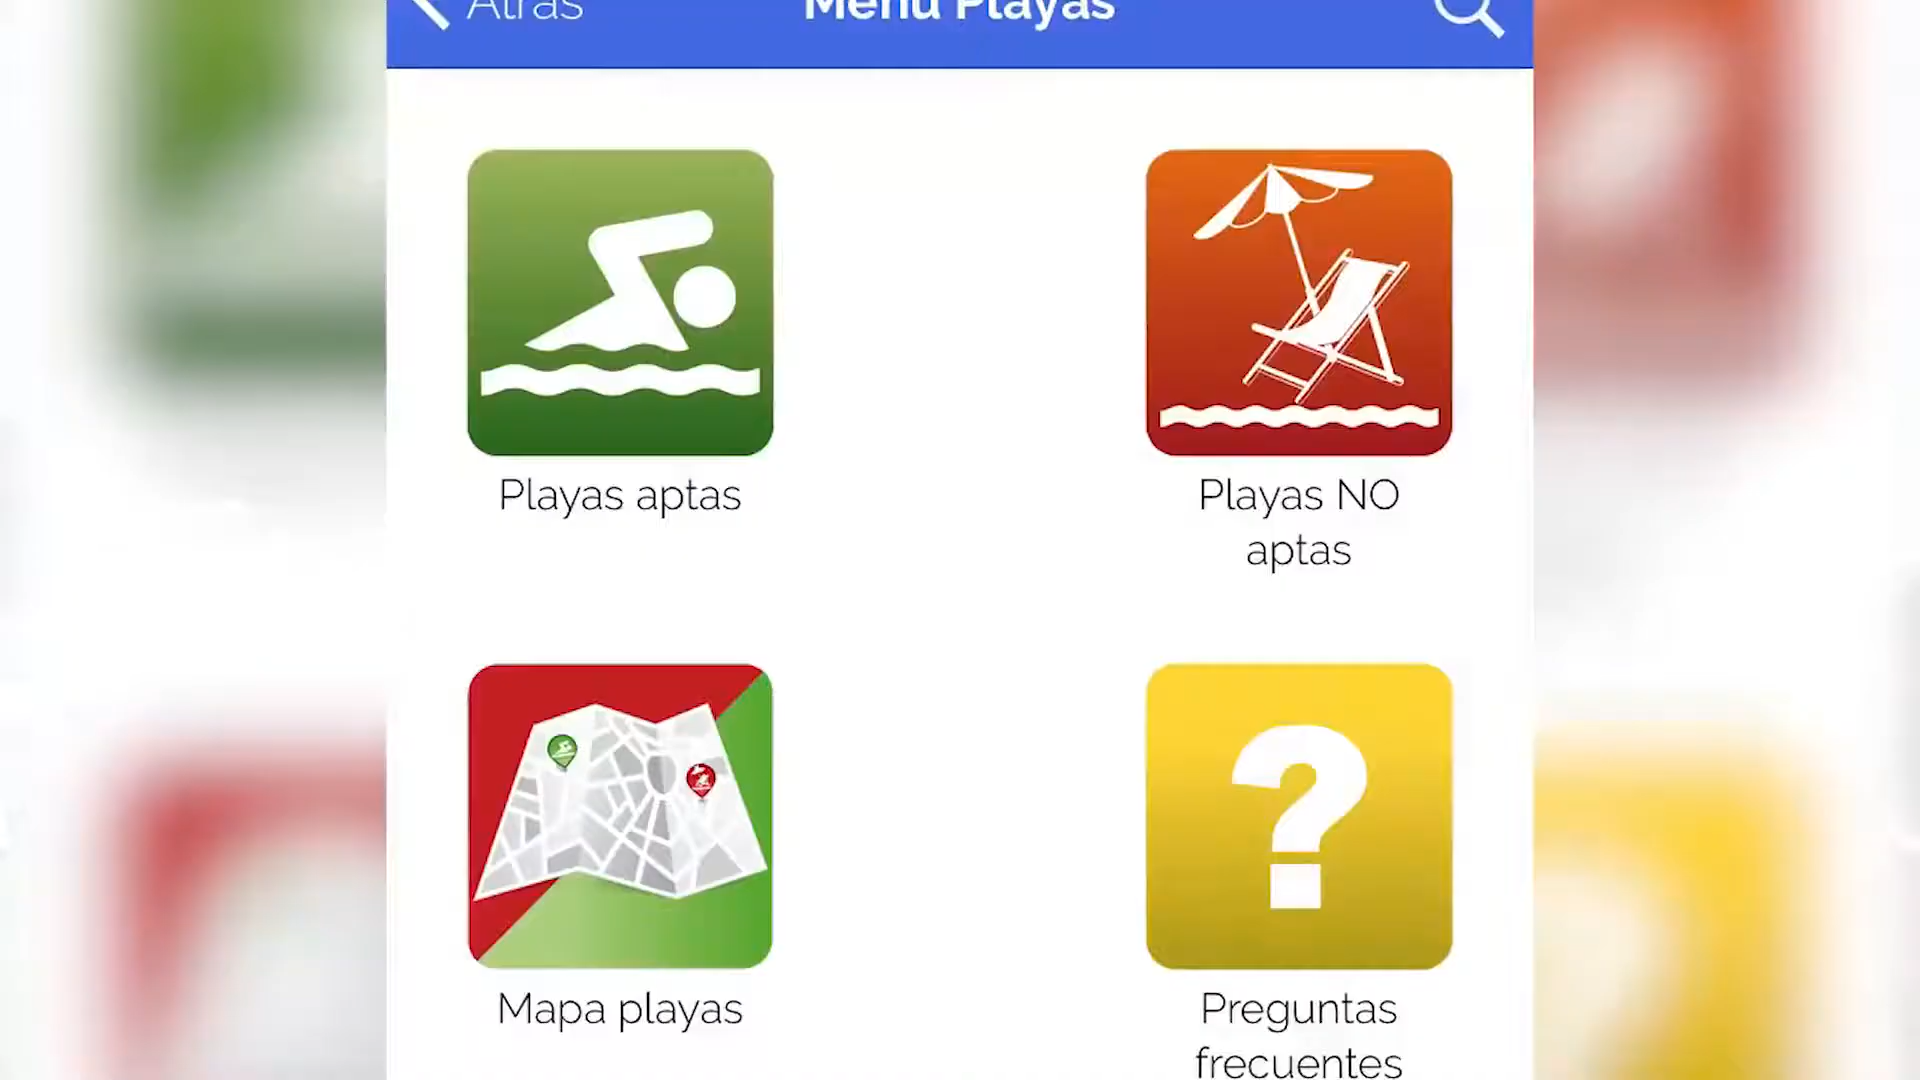 Atrás
Menú Playas
Playas aptas
Playas NO
aptas
Mapa playas
Preguntas
frecuentes